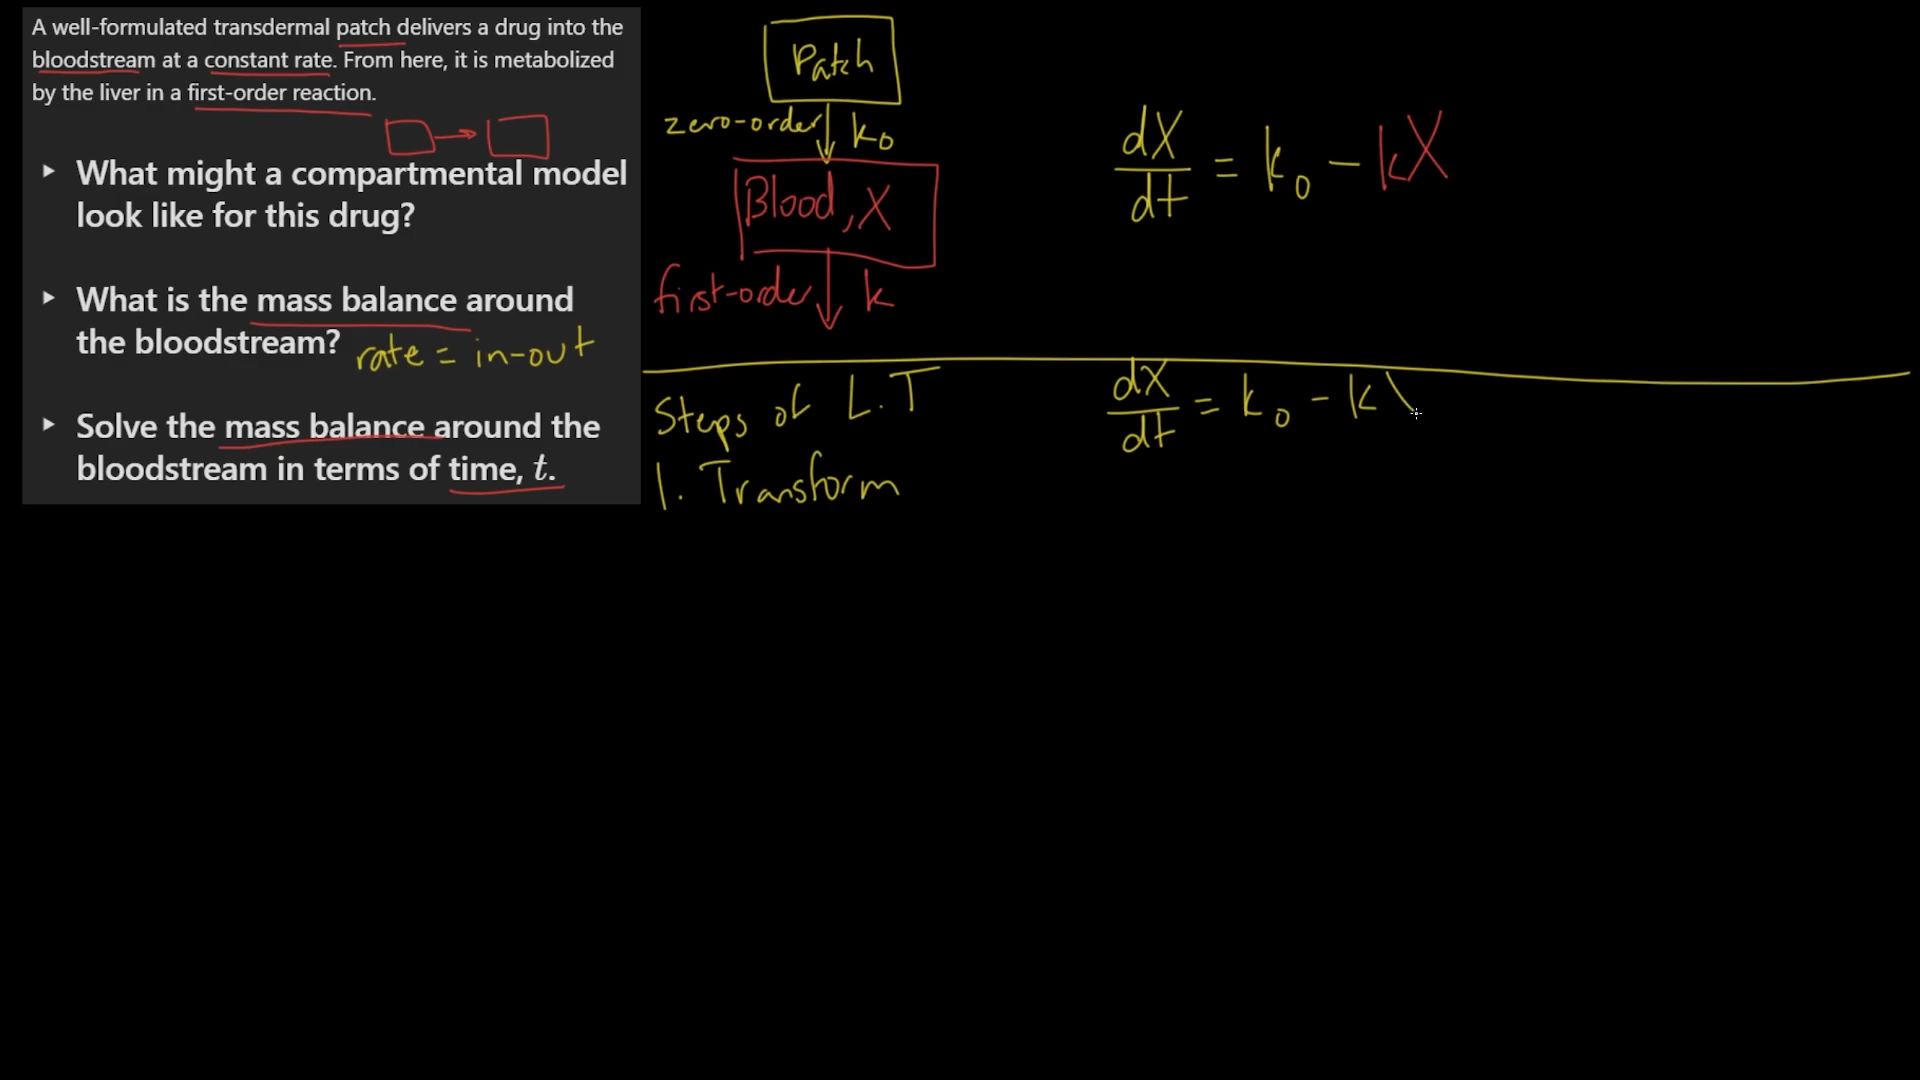 A well-formulated transdermal patch delivers a drug into the
bloodstream at a constant rate. From here, it is metabolized
by the liver in a first-order reaction.
‣ What might a compartmental model
look like for this drug?
‣ What is the mass balance around
the bloodstream?
rate = in-out
‣ Solve the mass balance around the
bloodstream in terms of time, t.
Patch
zero-order k₀
Blood, X
first-order k
dX/dt = k₀ - kX
Steps of L.T
1. Transform
dX/dt = k₀ - k\